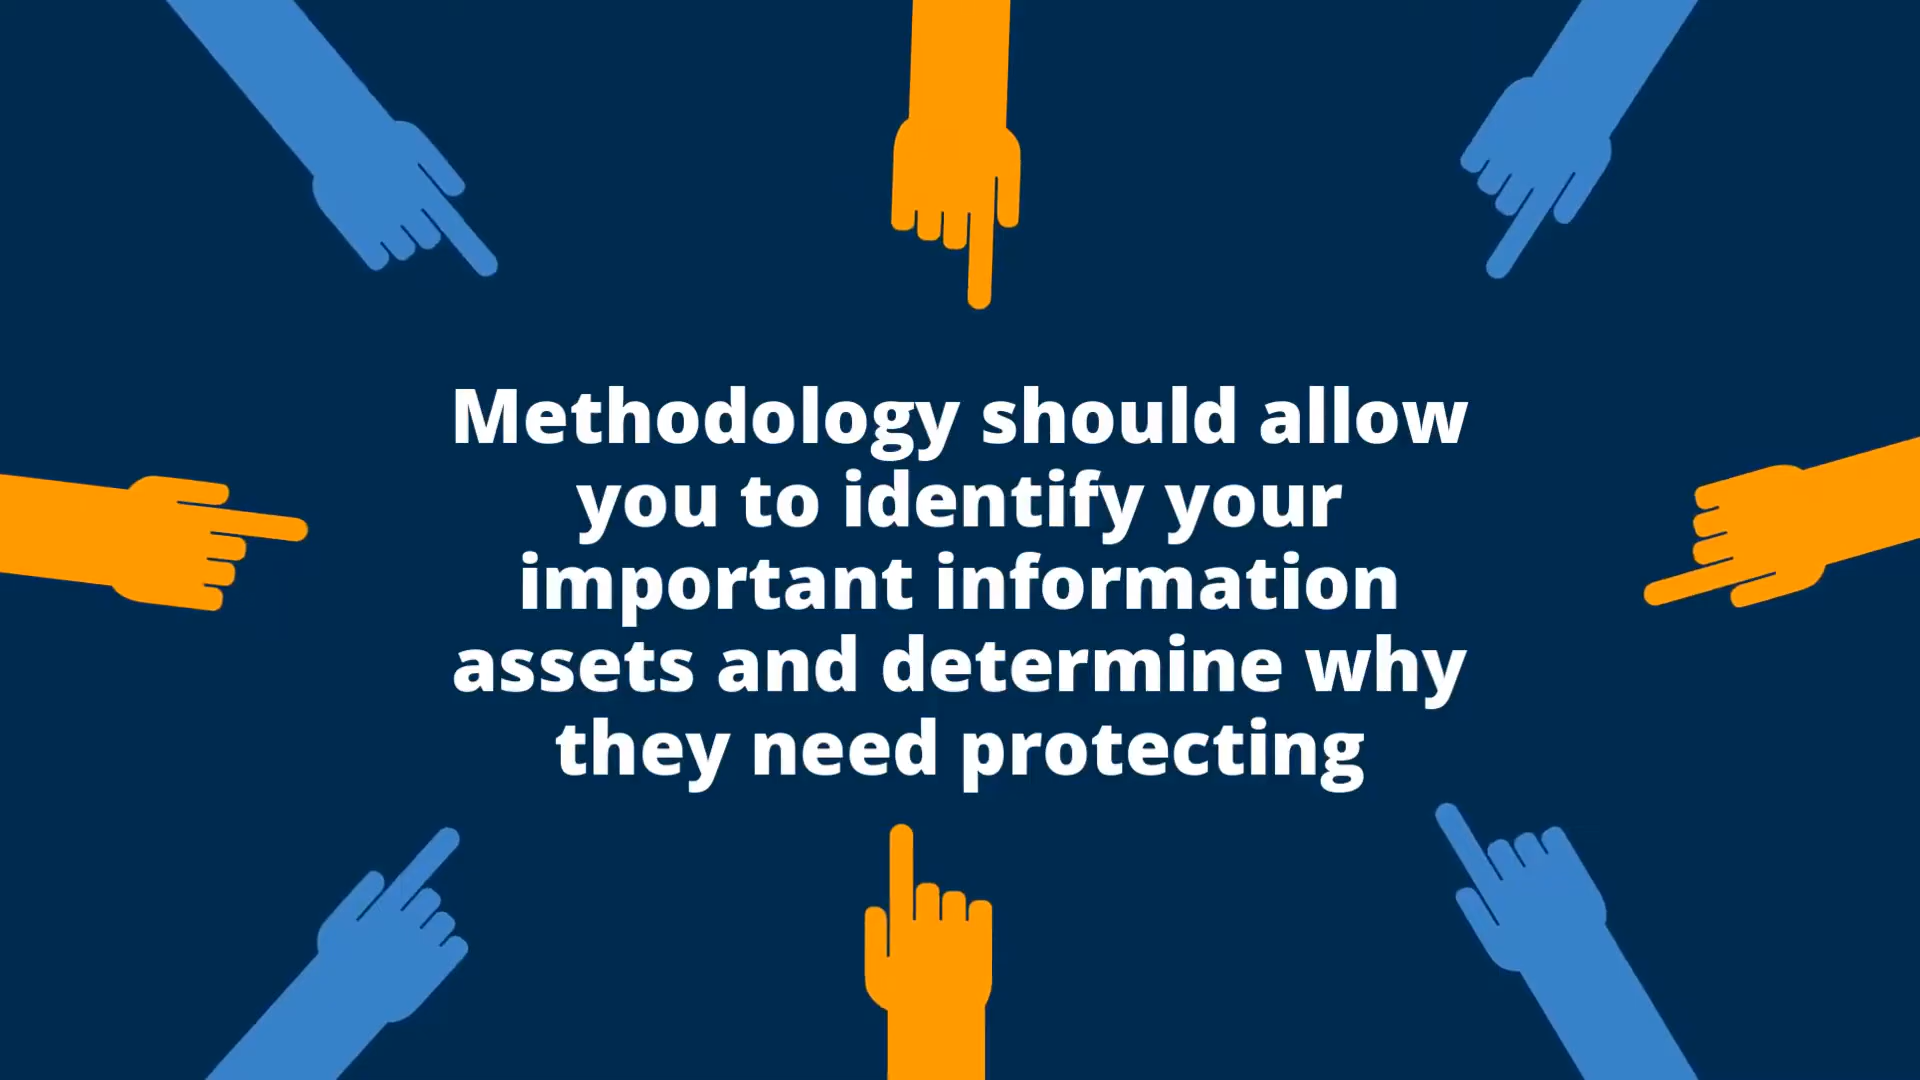 Methodology should allow
you to identify your
important information
assets and determine why
they need protecting